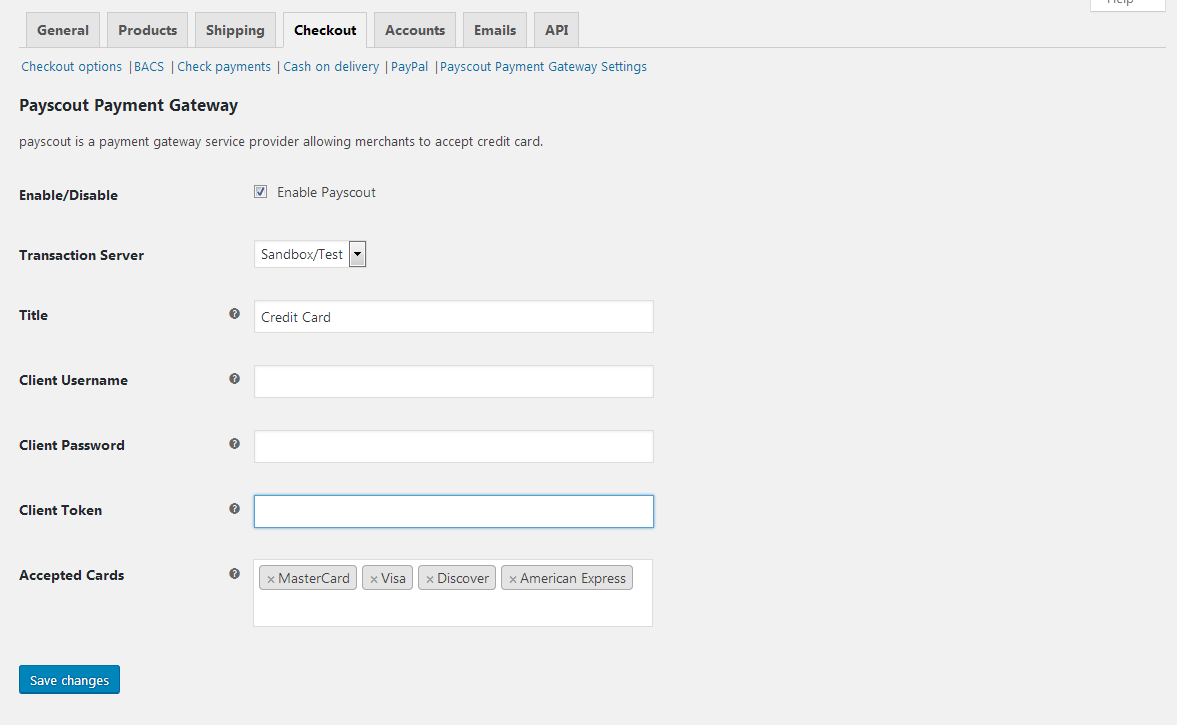 Help
General Products Shipping Checkout Accounts Emails API
Checkout options | BACS | Check payments | Cash on delivery | PayPal | Payscout Payment Gateway Settings
Payscout Payment Gateway
payscout is a payment gateway service provider allowing merchants to accept credit card.
Enable/Disable Enable Payscout
Transaction Server Sandbox/Test
Title ? Credit Card
Client Username ?
Client Password ?
Client Token ?
Accepted Cards ? × MasterCard × Visa × Discover × American Express
Save changes